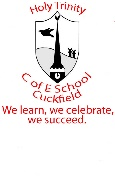 Holy Trinity
C of E School
Cuckfield
We learn, we celebrate,
we succeed.